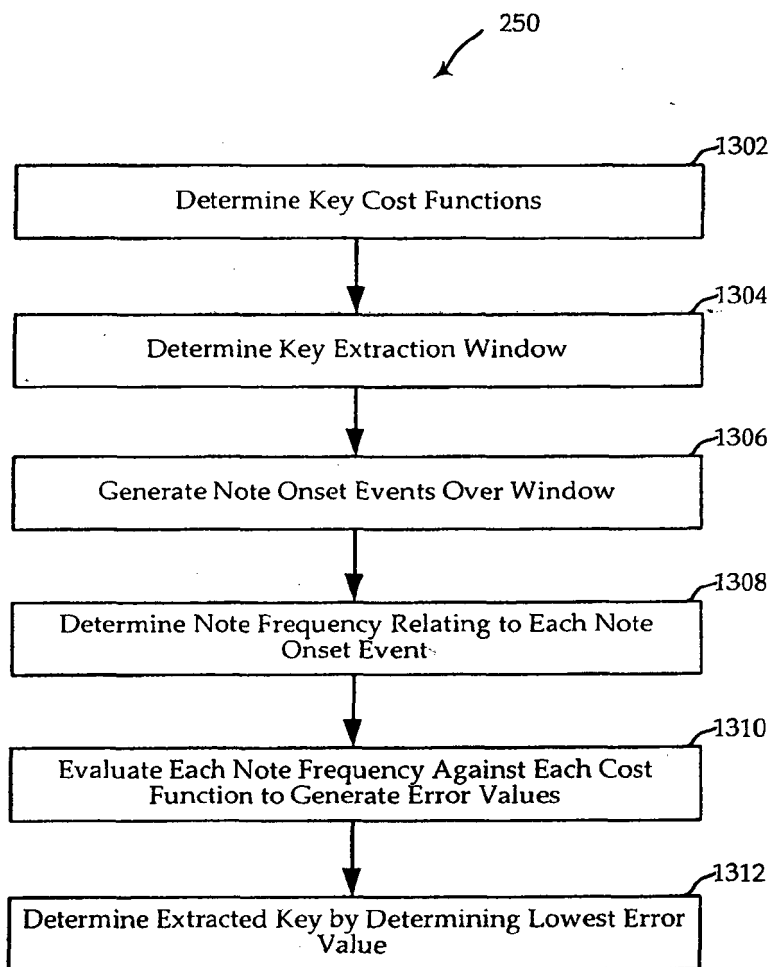 250
1302
Determine Key Cost Functions
1304
Determine Key Extraction Window
1306
Generate Note Onset Events Over Window
1308
Determine Note Frequency Relating to Each Note
Onset Event
1310
Evaluate Each Note Frequency Against Each Cost
Function to Generate Error Values
1312
Determine Extracted Key by Determining Lowest Error
Value